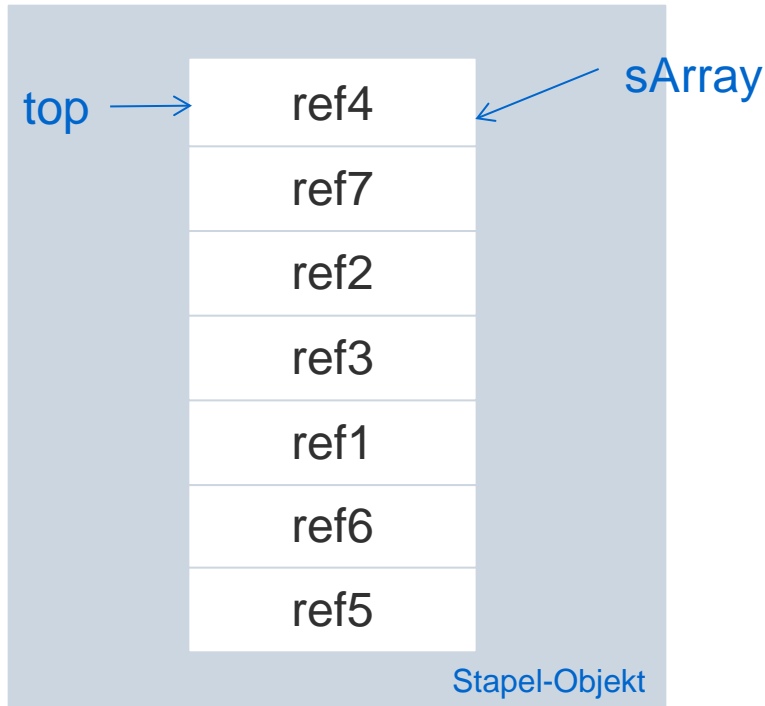 sArray
top
ref4
ref7
ref2
ref3
ref1
ref6
ref5
Stapel-Objekt